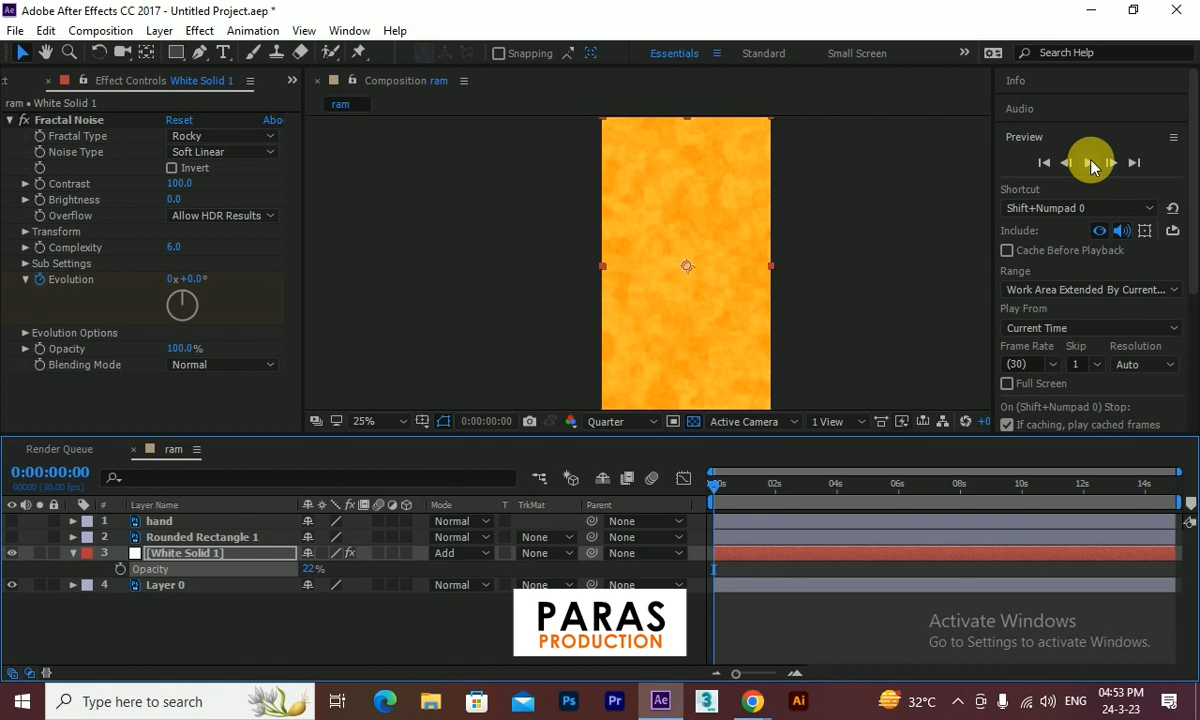 Adobe After Effects CC 2017 - Untitled Project.aep *
File Edit Composition Layer Effect Animation View Window Help
Snapping Essentials Standard Small Screen Search Help
Effect Controls White Solid 1
Composition ram
ram • White Solid 1
ram
fx Fractal Noise Reset Abo
Fractal Type Rocky
Noise Type Soft Linear
Invert
Contrast 100.0
Brightness 0.0
Overflow Allow HDR Results
Transform
Complexity 6.0
Sub Settings
Evolution 0x+0.0°
Evolution Options
Opacity 100.0%
Blending Mode Normal
25% 0:00:00:00 Quarter Active Camera 1 View +0
Info
Audio
Preview
Shortcut
Shift+Numpad 0
Include:
Cache Before Playback
Range
Work Area Extended By Current...
Play From
Current Time
Frame Rate Skip Resolution
(30) 1 Auto
Full Screen
On (Shift+Numpad 0) Stop:
If caching, play cached frames
Render Queue ram
0:00:00:00
00000 (30.00 fps)
02s 04s 06s 08s 10s 12s 14s
# Layer Name fx Mode T TrkMat Parent
1 hand Normal None
2 Rounded Rectangle 1 Normal None None
3 [White Solid 1] fx Add None None
Opacity 22%
4 Layer 0 Normal None None
PARAS
PRODUCTION
Activate Windows
Go to Settings to activate Windows.
Type here to search
32°C ENG 04:53 PM
24-3-23